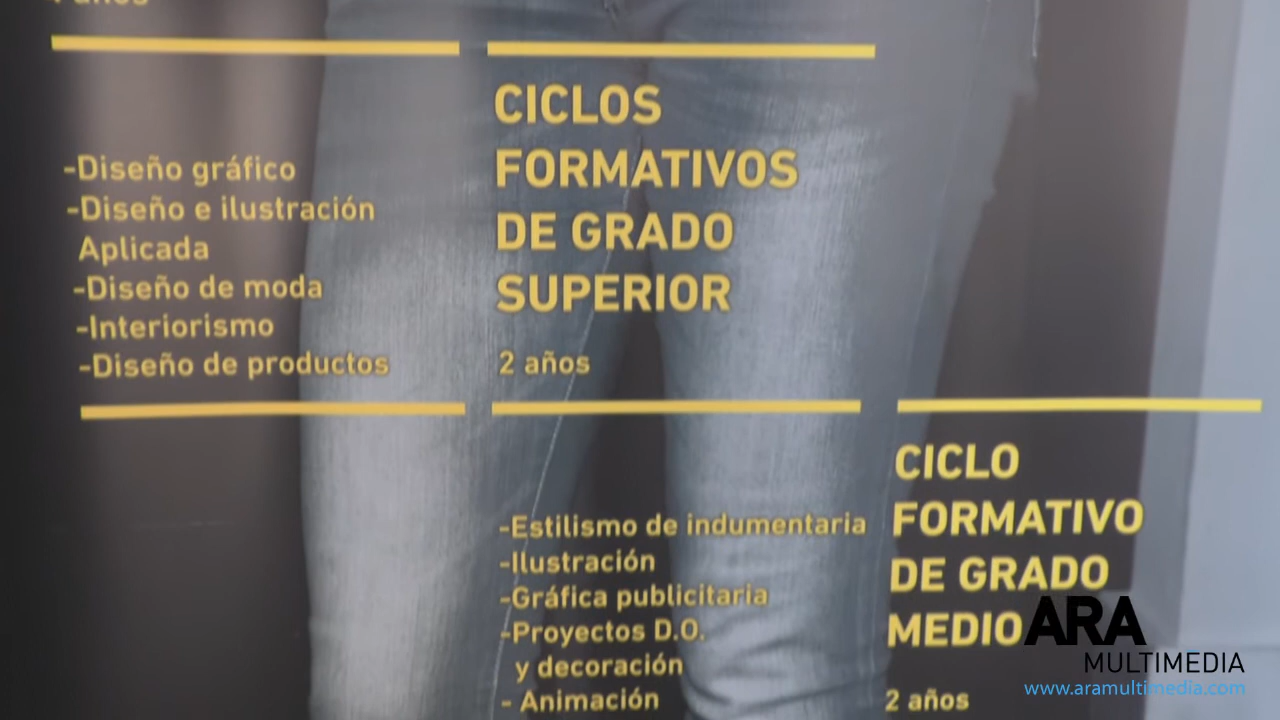 años
-Diseño gráfico
-Diseño e ilustración
Aplicada
-Diseño de moda
-Interiorismo
-Diseño de productos
CICLOS
FORMATIVOS
DE GRADO
SUPERIOR
2 años
-Estilismo de indumentaria
-Ilustración
-Gráfica publicitaria
-Proyectos D.O.
y decoración
- Animación
CICLO
FORMATIVO
DE GRADO
MEDIO
2 años
ARA
MULTIMEDIA
www.aramultimedia.com